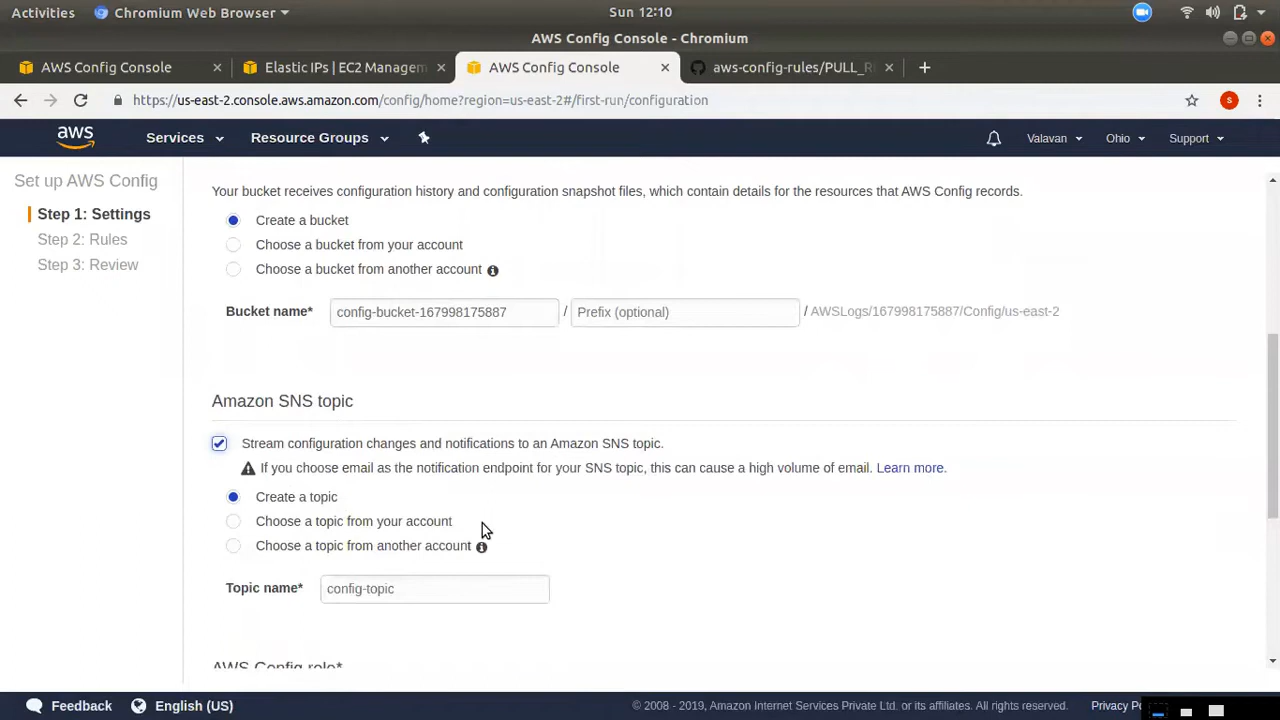 Activities Chromium Web Browser Sun 12:10
AWS Config Console - Chromium
AWS Config Console × Elastic IPs | EC2 Managem × AWS Config Console × aws-config-rules/PULL_RE × +
https://us-east-2.console.aws.amazon.com/config/home?region=us-east-2#/first-run/configuration S
aws Services Resource Groups Valavan Ohio Support
Set up AWS Config
Step 1: Settings
Step 2: Rules
Step 3: Review
Your bucket receives configuration history and configuration snapshot files, which contain details for the resources that AWS Config records.
Create a bucket
Choose a bucket from your account
Choose a bucket from another account
Bucket name* config-bucket-167998175887 / Prefix (optional) / AWSLogs/167998175887/Config/us-east-2
Amazon SNS topic
Stream configuration changes and notifications to an Amazon SNS topic.
If you choose email as the notification endpoint for your SNS topic, this can cause a high volume of email. Learn more.
Create a topic
Choose a topic from your account
Choose a topic from another account
Topic name* config-topic
AWS Config role*
Feedback English (US) © 2008 - 2019, Amazon Internet Services Private Ltd. or its affiliates. All rights reserved. Privacy Po